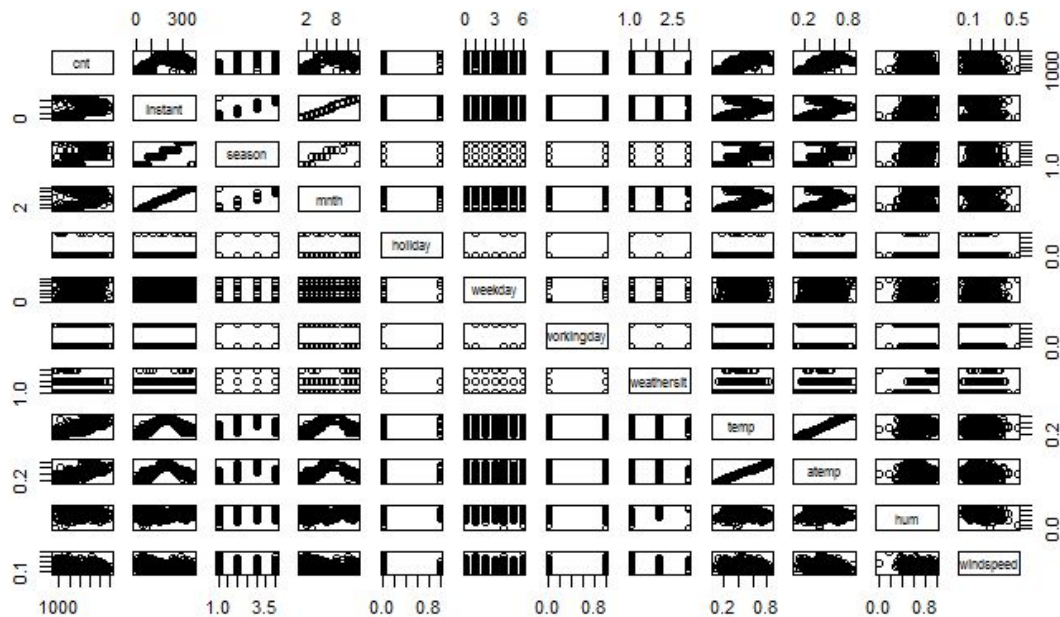 0 300 2 8 0 3 6 1.0 2.5 0.2 0.8 0.1 0.5
cnt 1000
0 instant
season 1.0
2 mnth
holiday 0.0
0 weekday
workingday 0.0
1.0 weathersit
temp 0.2
0.2 atemp
hum 0.0
0.1 windspeed
1000 1.0 3.5 0.0 0.8 0.0 0.8 0.2 0.8 0.0 0.8